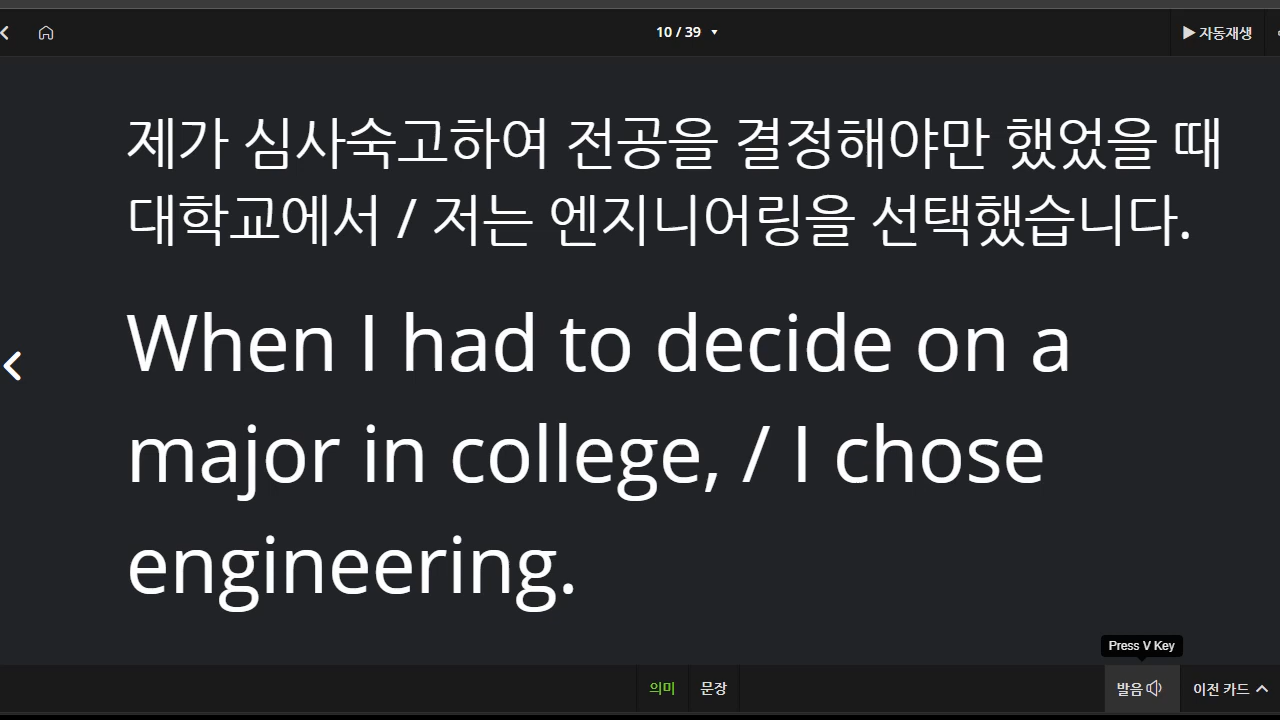 10 / 39
자동재생
제가 심사숙고하여 전공을 결정해야만 했었을 때
대학교에서 / 저는 엔지니어링을 선택했습니다.
When I had to decide on a
major in college, / I chose
engineering.
Press V Key
의미 문장 발음 이전 카드